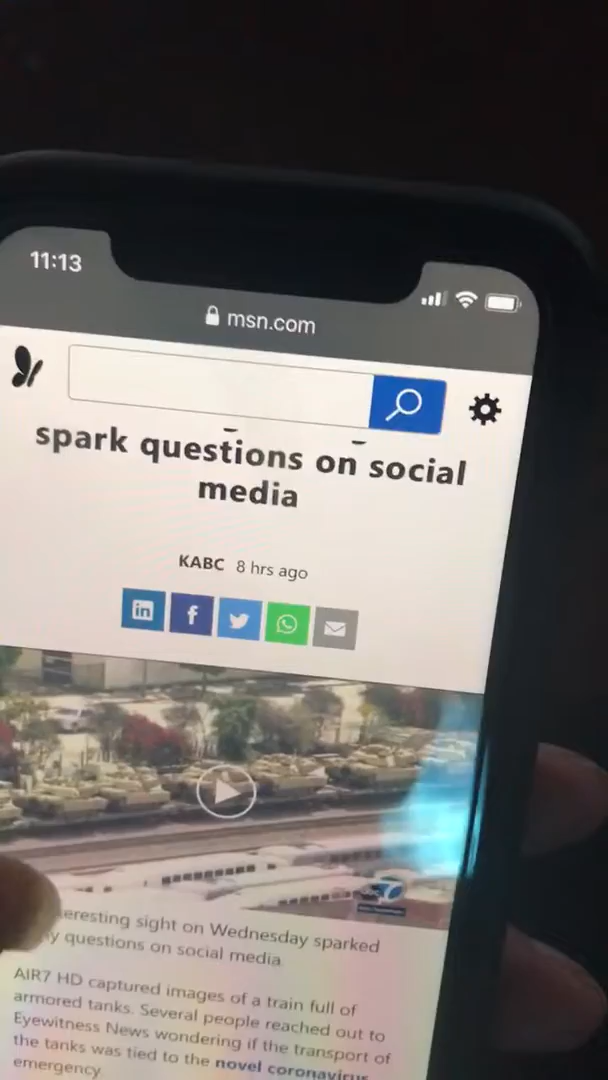 11:13
msn.com
spark questions on social
media
KABC 8 hrs ago
in
f
eresting sight on Wednesday sparked
y questions on social media
AIR7 HD captured images of a train full of
armored tanks. Several people reached out to
Eyewitness News wondering if the transport of
the tanks was tied to the novel coronavirus
emergency